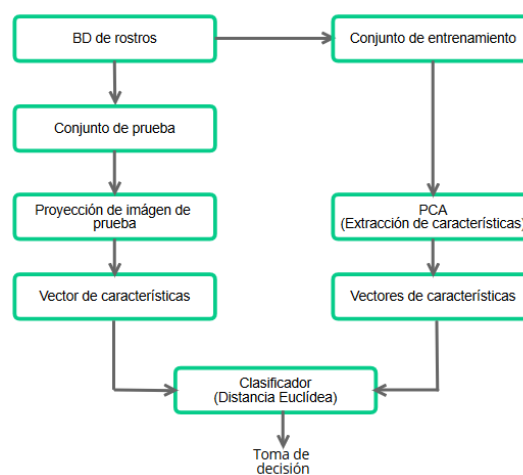 BD de rostros
Conjunto de entrenamiento
Conjunto de prueba
Proyección de imágen de
prueba
PCA
(Extracción de características)
Vector de características
Vectores de características
Clasificador
(Distancia Euclídea)
Toma de
decisión